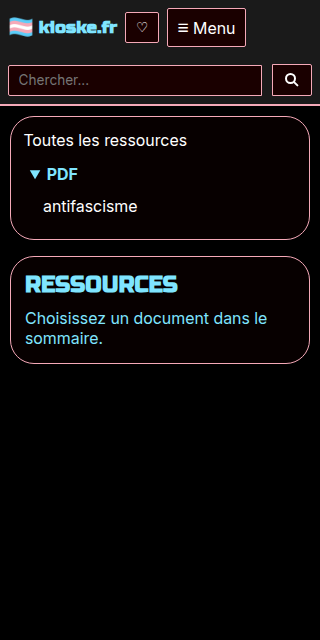 kioske.fr ♡ ≡ Menu
Chercher...
Toutes les ressources
▼ PDF
antifascisme
RESSOURCES
Choisissez un document dans le
sommaire.